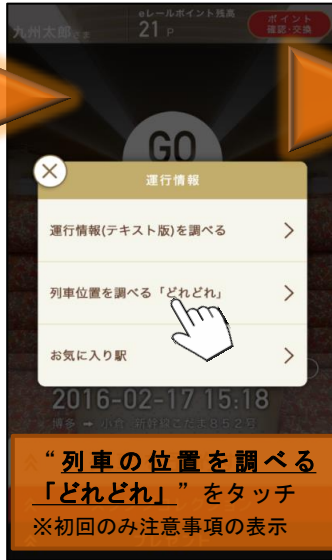 eレールポイント残高
九州太郎さま
21 P
ポイント
確認・交換
GO
運行情報
運行情報(テキスト版)を調べる
列車位置を調べる「どれどれ」
お気に入り駅
2016-02-17 15:18
博多 → 小倉 新幹線こだま852号
“列車の位置を調べる
「どれどれ」”をタッチ
※初回のみ注意事項の表示